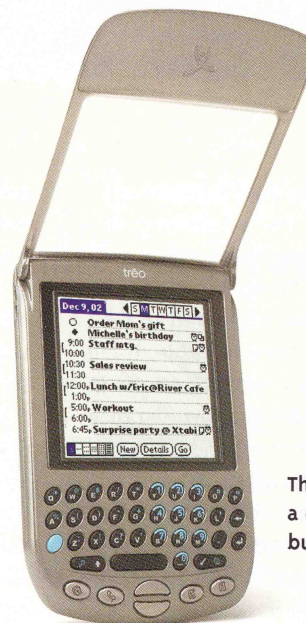 treo
Dec 9, 02 S M T W T F S
Order Mom's gift
Michelle's birthday
9:00 Staff mtg.
10:00
10:30 Sales review
11:30
12:00 Lunch w/Eric@River Cafe
1:00
5:00 Workout
6:00
6:45 Surprise party @ Xtabi
New Details Go
Q W E R T Y U I O P
A S D F G H J K L
Z X C V B N M
Th
a
bu